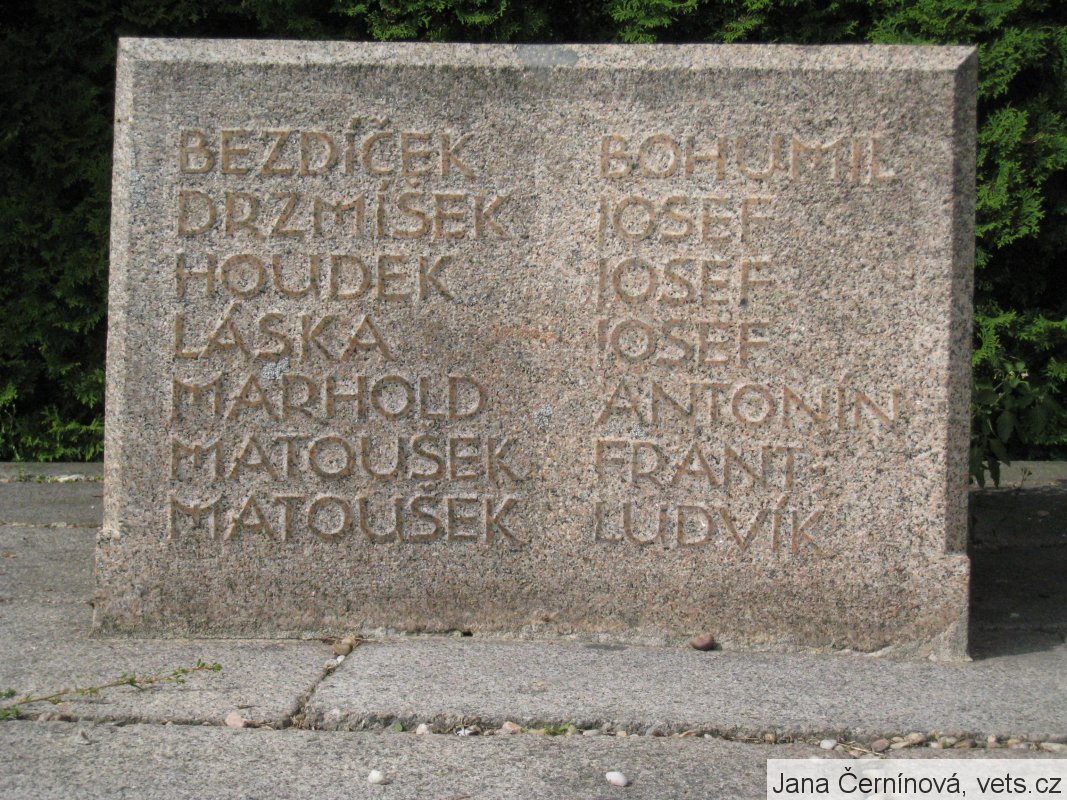 BEZDÍČEK BOHUMIL
DRZMÍŠEK JOSEF
HOUDEK JOSEF
LÁSKA JOSEF
MARHOLD ANTONÍN
MATOUŠEK FRANT.
MATOUŠEK LUDVÍK
Jana Černínová, vets.cz